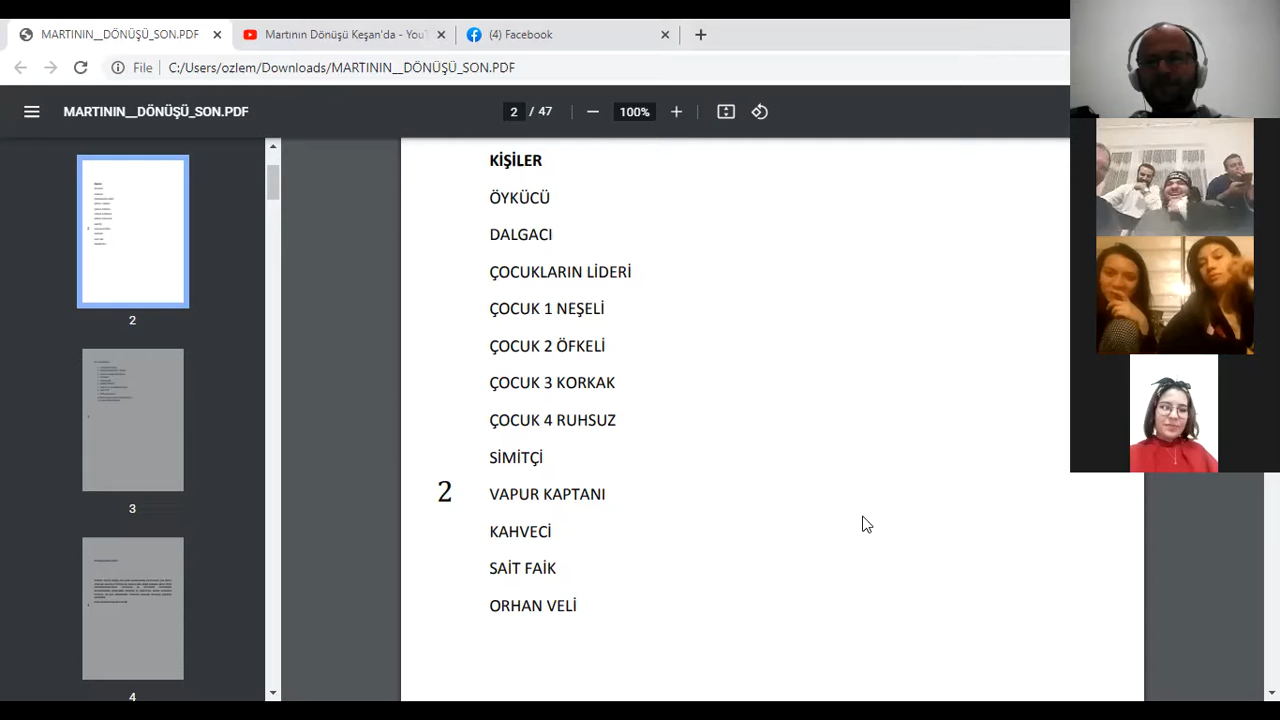 MARTININ__DÖNÜŞÜ_SON.PDF
Martının Dönüşü Keşan'da - YouT
(4) Facebook
File
C:/Users/ozlem/Downloads/MARTININ__DÖNÜŞÜ_SON.PDF
MARTININ__DÖNÜŞÜ_SON.PDF
2 / 47
100%
KİŞİLER
ÖYKÜCÜ
DALGACI
ÇOCUKLARIN LİDERİ
ÇOCUK 1 NEŞELİ
ÇOCUK 2 ÖFKELİ
ÇOCUK 3 KORKAK
ÇOCUK 4 RUHSUZ
SİMİTÇİ
2 VAPUR KAPTANI
KAHVECİ
SAİT FAİK
ORHAN VELİ
2
3
4